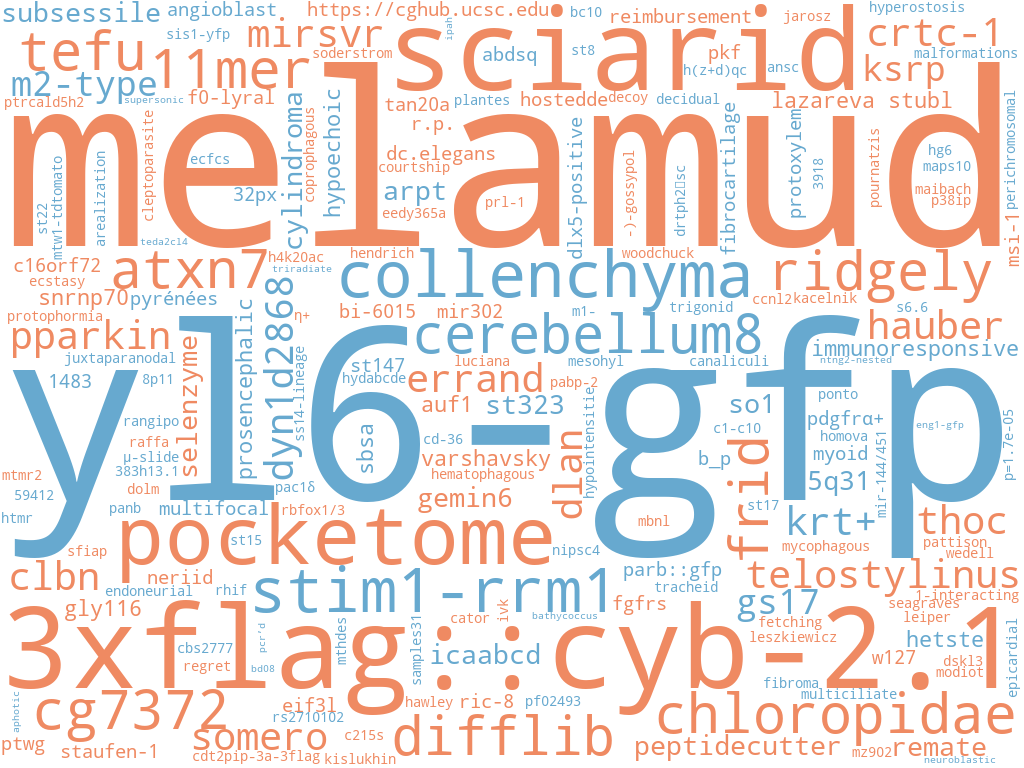 subsessile
angioblast
https://cghub.ucsc.edu
bc10
reimbursement
jarosz
hyperostosis
sis1-yfp
mirsvr
ipah
sciarid
crtc-1
tefu
11mer
soderstrom
abdsq
st8
pkf
malformations
m2-type
h(z+d)qc
ansc
ksrp
ptrcald5h2
supersonic
f0-lyral
tan20a
plantes
hostedde
decoy
decidual
lazareva
stubl
melamud
cleptoparasite
cylindroma
coprophagous
hypoechoic
r.p.
dlx5-positive
fibrocartilage
protoxylem
pournatzis
hg6
perichromosomal
st22
mtw1-tdtomato
arealization
ecfcs
dc.elegans
courtship
-)-gossypol
3918
maps10
32px
arpt
prl-1
maibach
p38ip
eedy365a
msi-1
teda2cl4
c16orf72
atxn7
h4k20ac
hendrich
woodchuck
collenchyma
ridgely
ecstasy
triradiate
snrnp70
pyrénées
dyn1d2868
prosencephalic
η+
bi-6015
mir302
m1-
trigonid
ccnl2
kacelnik
s6.6
protophormia
pparkin
cerebellum8
hauber
immunoresponsive
juxtaparanodal
selenzyme
ss14-lineage
st147
luciana
mesohyl
canaliculi
ntng2-nested
yl6-gfp
1483
8p11
hydabcde
errand
pabp-2
hypointensitie
ponto
auf1
st323
so1
pdgfrα+
rangipo
raffa
sbsa
cd-36
dlan
c1-c10
homova
eng1-gfp
p=1.7e-05
μ-slide
varshavsky
frid
b_p
myoid
mir-144/451
mtmr2
383h13.1
hematophagous
59412
dolm
pac1δ
gemin6
5q31
htmr
panb
multifocal
rbfox1/3
mbnl
st17
krt+
thoc
pocketome
st15
sfiap
nipsc4
mycophagous
pattison
wedell
clbn
neriid
stim1-rrm1
parb::gfp
telostylinus
endoneurial
rhif
tracheid
gly116
ivk
fgfrs
gs17
1-interacting
seagraves
3xflag::cyb-2.1
pcr'd
mthdes
samples31
cator
bathycoccus
fetching
leiper
cbs2777
leszkiewicz
hetste
epicardial
regret
bd08
icaabcd
w127
dskl3
modiot
aphotic
cg7372
eif3l
hawley
ric-8
pf02493
fibroma
multiciliate
rs2710102
chloropidae
ptwg
staufen-1
somero
c215s
difflib
peptidecutter
mz902
remate
cdt2pip-3a-3flag
kislukhin
neuroblastic